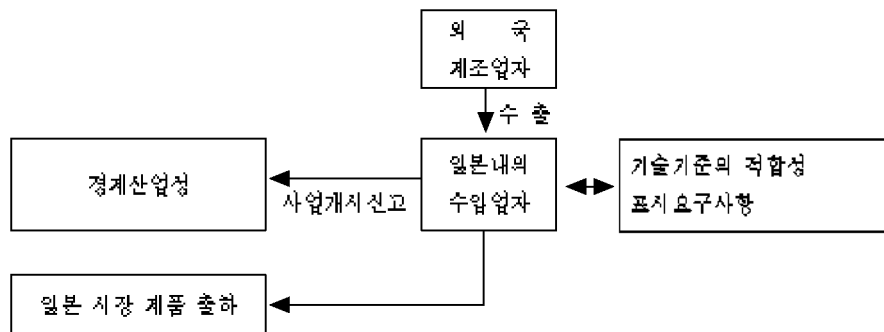 외 국
제조업자
수 출
경제산업성
사업개시신고
일본내의
수입업자
기술기준의 적합성
표시요구사항
일본 시장 제품 출하